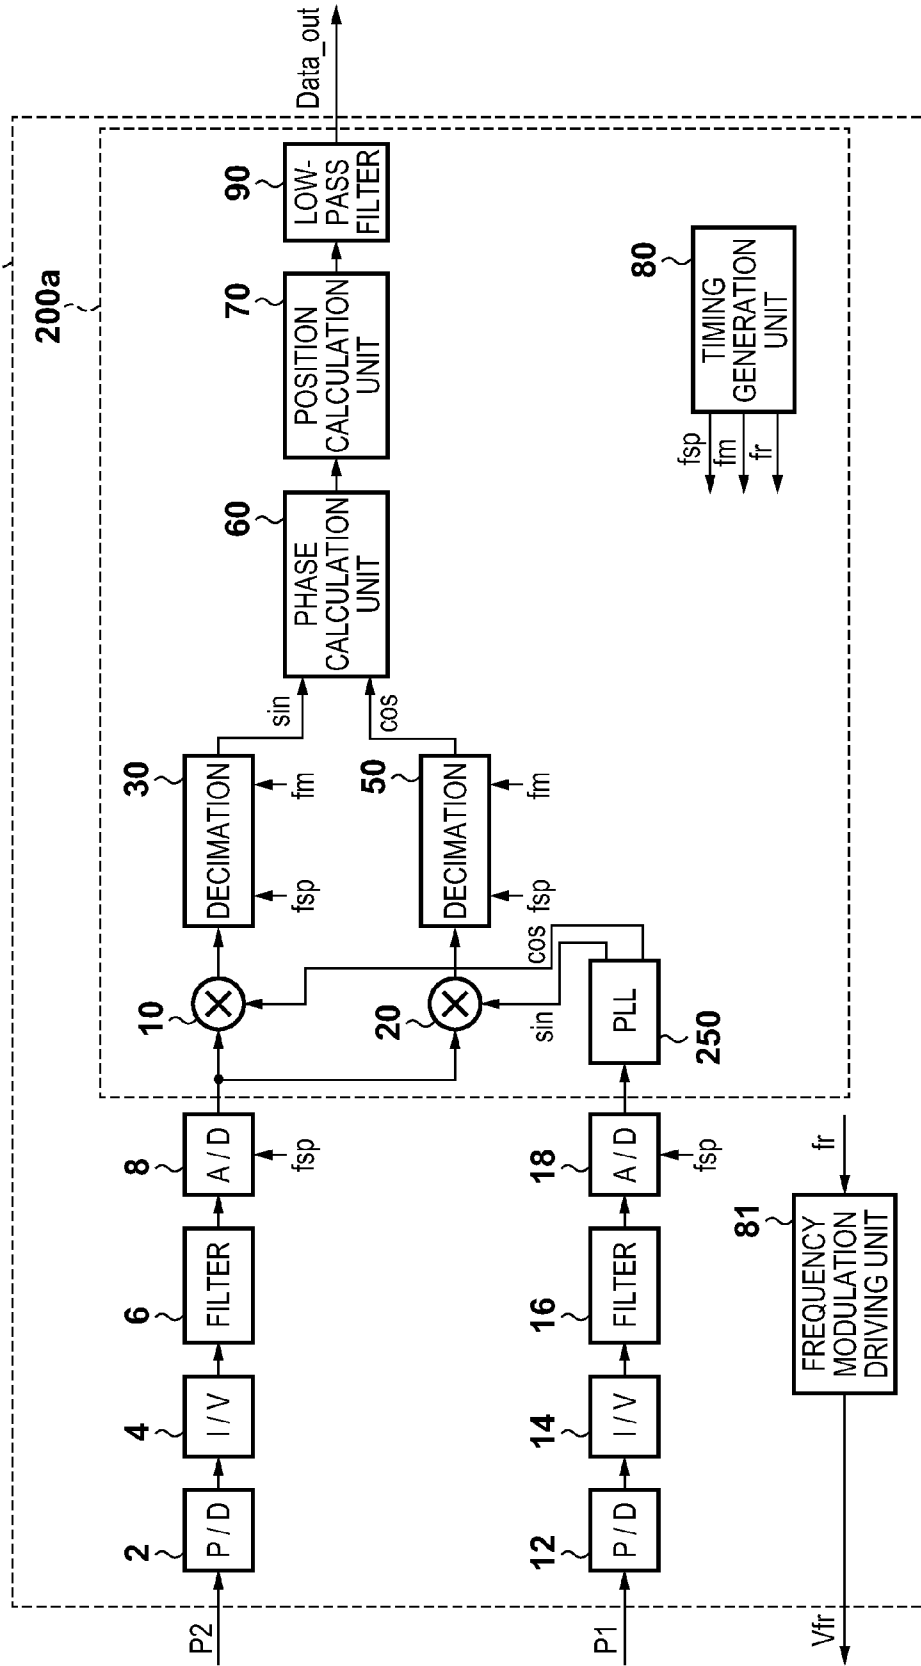 200a
P2
2
P / D
4
I / V
6
FILTER
8
A / D
fsp
10
20
30
DECIMATION
fsp
fm
sin
50
DECIMATION
fsp
fm
cos
60
PHASE
CALCULATION
UNIT
70
POSITION
CALCULATION
UNIT
90
LOW-
PASS
FILTER
Data_out
P1
12
P / D
14
I / V
16
FILTER
18
A / D
fsp
PLL
250
sin
cos
80
TIMING
GENERATION
UNIT
fsp
fm
fr
81
FREQUENCY
MODULATION
DRIVING UNIT
fr
Vfr